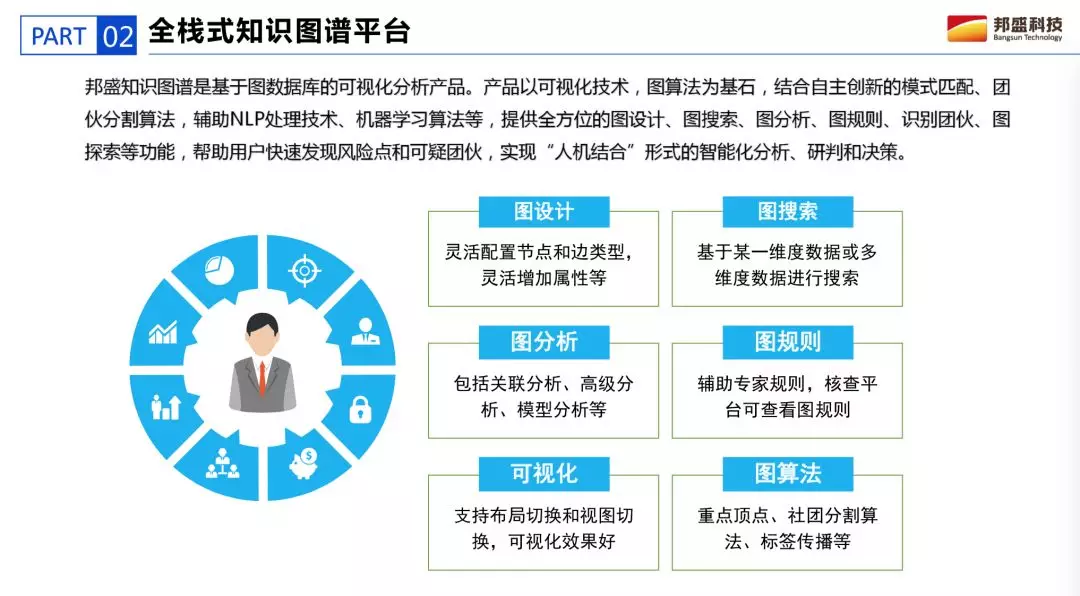 PART 02 全栈式知识图谱平台
邦盛科技
Bangsun Technology
邦盛知识图谱是基于图数据库的可视化分析产品。产品以可视化技术，图算法为基石，结合自主创新的模式匹配、团
伙分割算法，辅助NLP处理技术、机器学习算法等，提供全方位的图设计、图搜索、图分析、图规则、识别团伙、图
探索等功能，帮助用户快速发现风险点和可疑团伙，实现“人机结合”形式的智能化分析、研判和决策。
图设计
灵活配置节点和边类型，
灵活增加属性等
图搜索
基于某一维度数据或多
维度数据进行搜索
图分析
包括关联分析、高级分
析、模型分析等
图规则
辅助专家规则，核查平
台可查看图规则
可视化
支持布局切换和视图切
换，可视化效果好
图算法
重点顶点、社团分割算
法、标签传播等
$